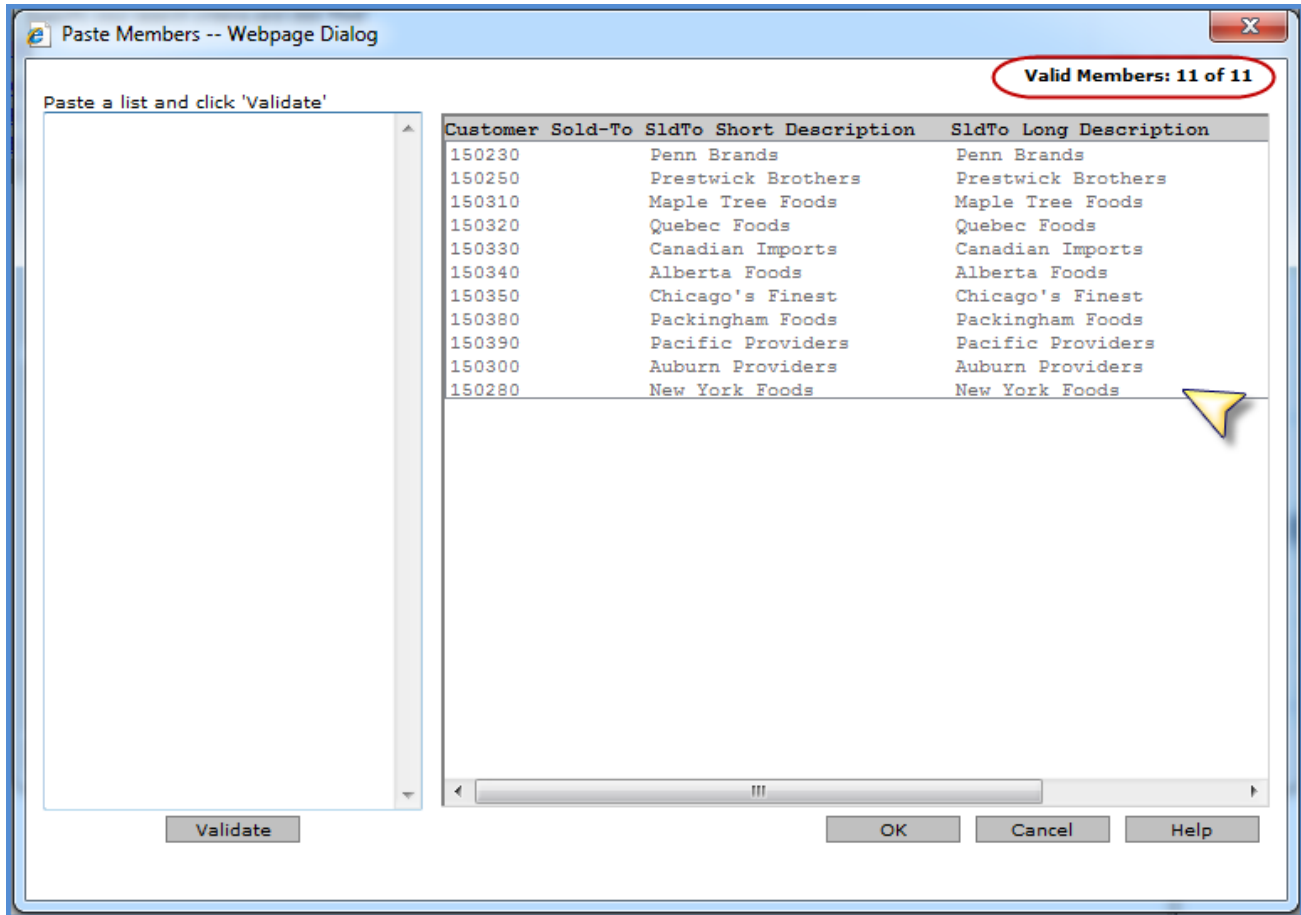 Paste Members -- Webpage Dialog
X
Valid Members: 11 of 11
Paste a list and click 'Validate'
Customer Sold-To SldTo Short Description SldTo Long Description
150230 Penn Brands Penn Brands
150250 Prestwick Brothers Prestwick Brothers
150310 Maple Tree Foods Maple Tree Foods
150320 Quebec Foods Quebec Foods
150330 Canadian Imports Canadian Imports
150340 Alberta Foods Alberta Foods
150350 Chicago's Finest Chicago's Finest
150380 Packingham Foods Packingham Foods
150390 Pacific Providers Pacific Providers
150300 Auburn Providers Auburn Providers
150280 New York Foods New York Foods
Validate OK Cancel Help